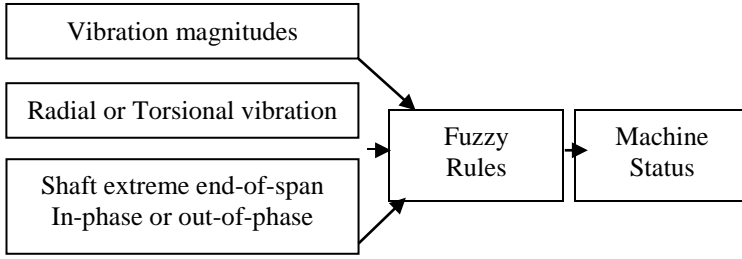 Vibration magnitudes
Radial or Torsional vibration
Shaft extreme end-of-span
In-phase or out-of-phase
Fuzzy
Rules
Machine
Status